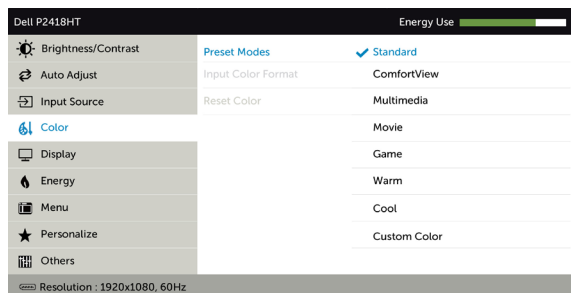 Dell P2418HT Energy Use
Brightness/Contrast Preset Modes Standard
Auto Adjust Input Color Format ComfortView
Input Source Reset Color Multimedia
Color Movie
Display Game
Energy Warm
Menu Cool
Personalize Custom Color
Others
Resolution : 1920x1080, 60Hz